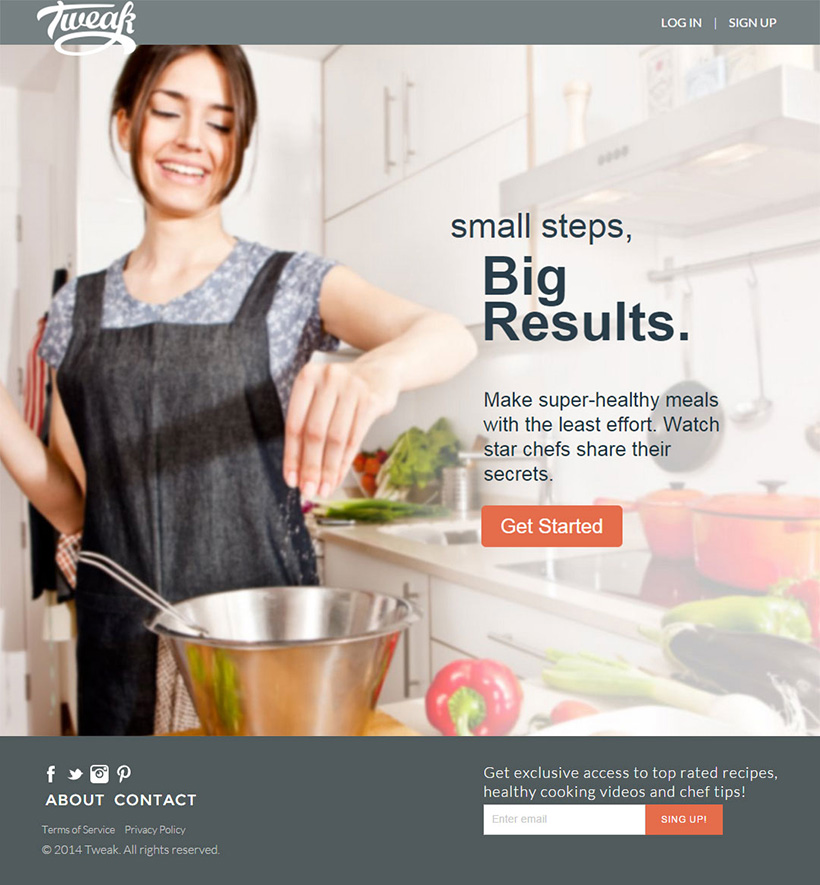 Tweak
LOG IN | SIGN UP
small steps,
Big
Results.
Make super-healthy meals
with the least effort. Watch
star chefs share their
secrets.
Get Started
ABOUT CONTACT
Terms of Service Privacy Policy
© 2014 Tweak. All rights reserved.
Get exclusive access to top rated recipes,
healthy cooking videos and chef tips!
Enter email
SING UP!